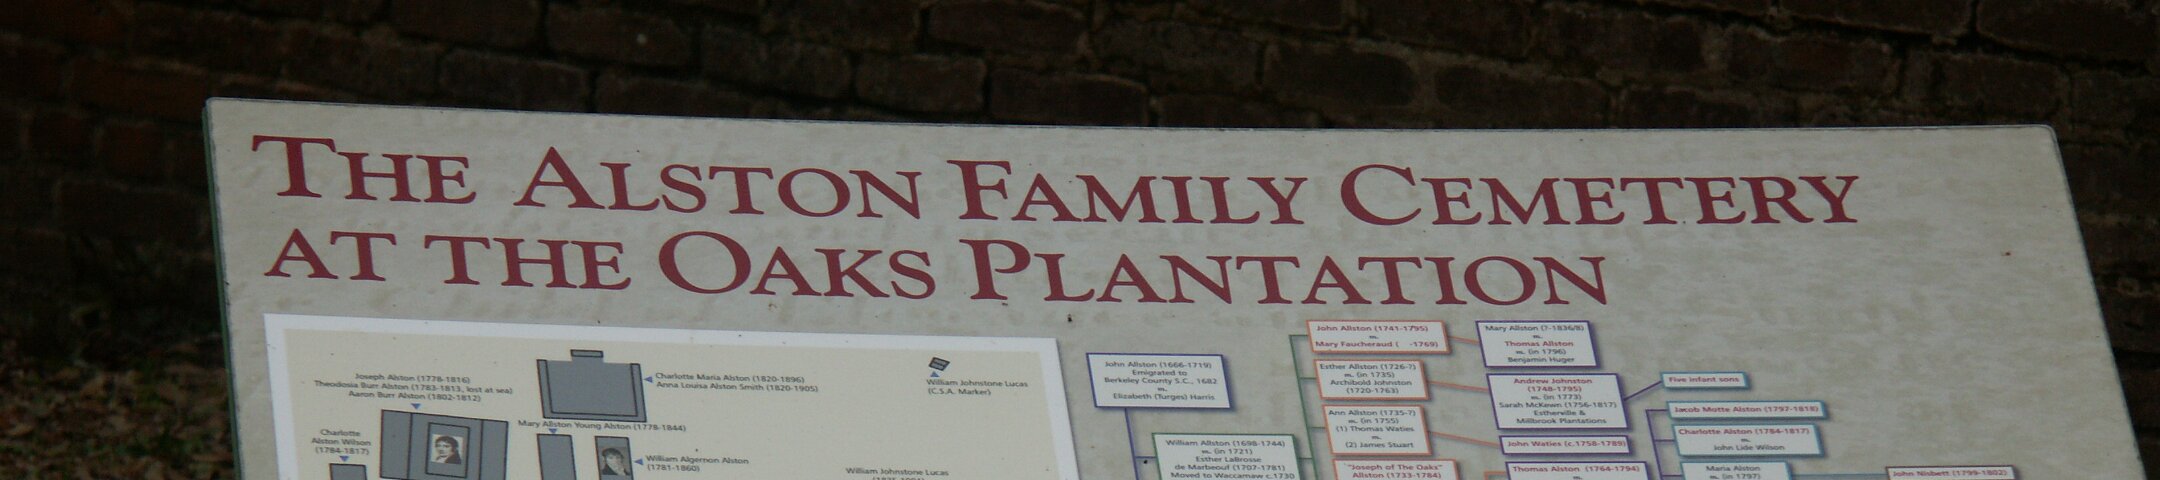 THE ALSTON FAMILY CEMETERY
AT THE OAKS PLANTATION
Joseph Alston (1778-1816)
Theodosia Burr Alston (1783-1813, lost at sea)
Aaron Burr Alston (1802-1812)
Charlotte Maria Alston (1820-1896)
Anna Louisa Alston Smith (1820-1905)
William Johnstone Lucas
(C.S.A. Marker)
Mary Allston Young Alston (1778-1844)
Charlotte
Alston Wilson
(1784-1817)
William Algernon Alston
(1781-1860)
William Johnstone Lucas
John Allston (1666-1719)
Emigrated to
Berkeley County S.C., 1682
m.
Elizabeth (Turges) Harris
William Allston (1698-1744)
m. (in 1721)
Esther LaBrosse
de Marbeouf (1707-1781)
Moved to Waccamaw c.1730
John Allston (1741-1795)
m.
Mary Faucheraud ( -1769)
Esther Allston (1726-?)
m. (in 1735)
Archibold Johnston
(1720-1763)
Ann Allston (1735-?)
m. (in 1755)
(1) Thomas Waties
m.
(2) James Stuart
"Joseph of The Oaks"
Allston (1733-1784)
Mary Allston (?-1836/8)
m.
Thomas Allston
m. (in 1796)
Benjamin Huger
Andrew Johnston
(1748-1795)
m. (in 1773)
Sarah McKewn (1756-1817)
Estherville &
Millbrook Plantations
John Waties (c.1758-1789)
Thomas Alston (1764-1794)
m.
Five infant sons
Jacob Motte Alston (1797-1818)
Charlotte Alston (1784-1817)
m.
John Lide Wilson
Maria Alston
m. (in 1797)
John Nisbett (1799-1802)